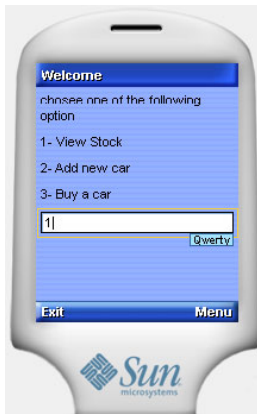 Welcome
chosee one of the following
option
1- View Stock
2- Add new car
3- Buy a car
1
Qwerty
Exit Menu
Sun
microsystems